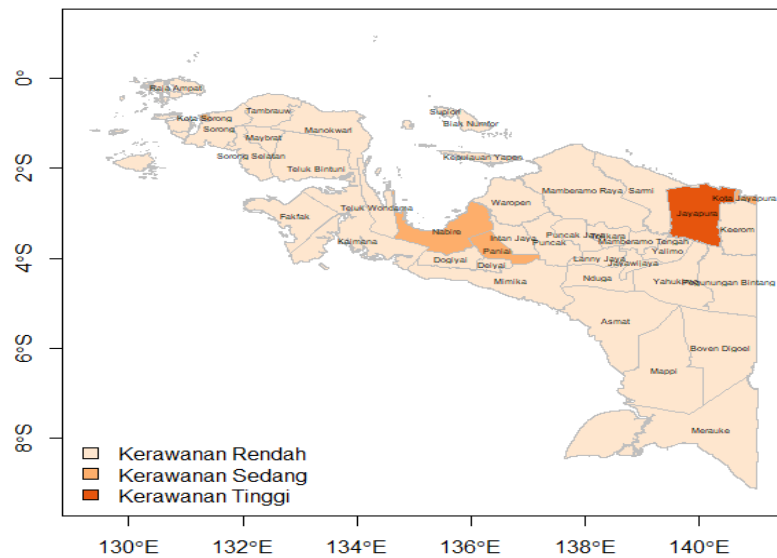 0°
2°S
4°S
6°S
8°S
Raja Ampat
Kota Sorong
Sorong
Tambrauw
Maybrat
Manokwari
Sorong Selatan
Teluk Bintuni
Supiori
Biak Numfor
Kepulauan Yapen
Fakfak
Teluk Wondama
Kaimana
Nabire
Waropen
Mamberamo Raya
Sarmi
Jayapura
Kota Jayapura
Keerom
Intan Jaya
Paniai
Puncak Jaya
Puncak
Tolikara
Mamberamo Tengah
Yalimo
Dogiyai
Deiyai
Lanny Jaya
Jayawijaya
Mimika
Nduga
Yahukimo
Pegunungan Bintang
Asmat
Boven Digoel
Mappi
Merauke
Kerawanan Rendah
Kerawanan Sedang
Kerawanan Tinggi
130°E 132°E 134°E 136°E 138°E 140°E